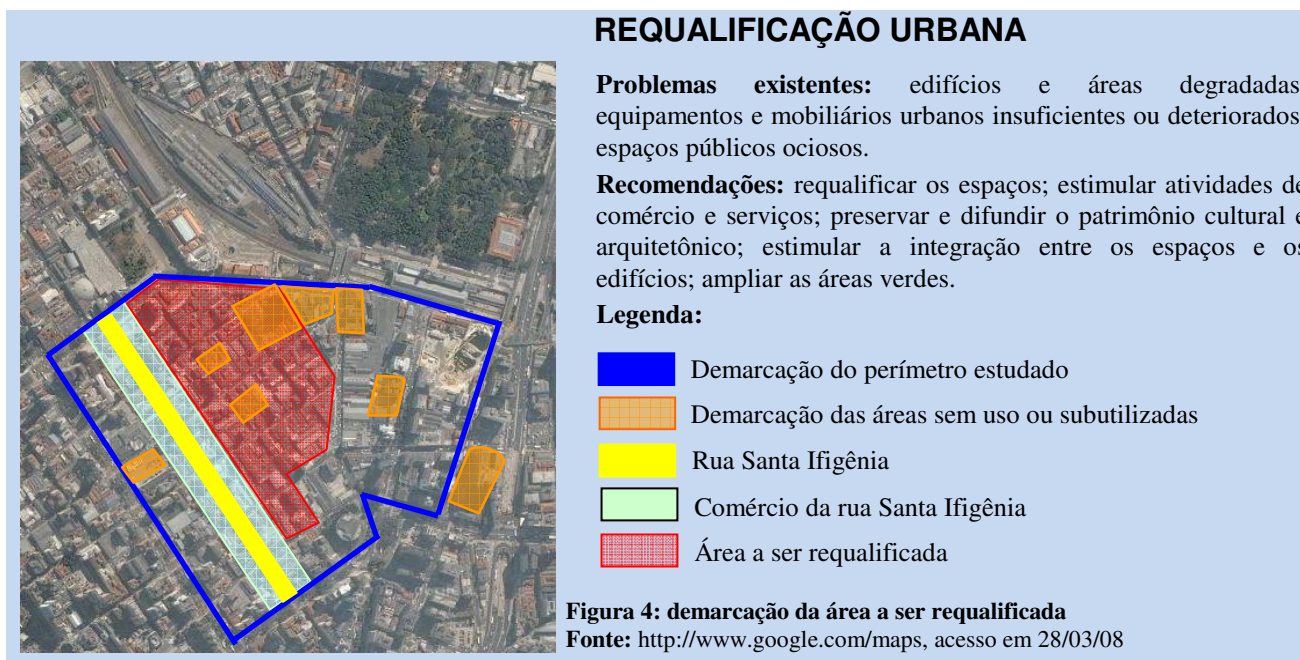 REQUALIFICAÇÃO URBANA
Problemas existentes: edifícios e áreas degradadas
equipamentos e mobiliários urbanos insuficientes ou deteriorados
espaços públicos ociosos.
Recomendações: requalificar os espaços; estimular atividades de
comércio e serviços; preservar e difundir o patrimônio cultural e
arquitetônico; estimular a integração entre os espaços e os
edifícios; ampliar as áreas verdes.
Legenda:
Demarcação do perímetro estudado
Demarcação das áreas sem uso ou subutilizadas
Rua Santa Ifigênia
Comércio da rua Santa Ifigênia
Área a ser requalificada
Figura 4: demarcação da área a ser requalificada
Fonte: http://www.google.com/maps, acesso em 28/03/08